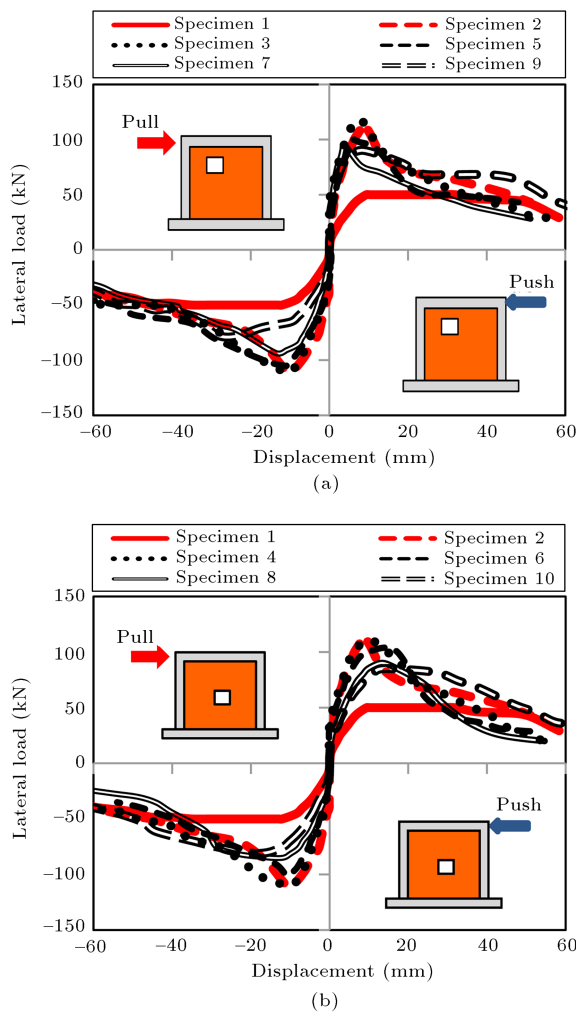 Specimen 1 Specimen 2
Specimen 3 Specimen 5
Specimen 7 Specimen 9
150
100
50
0
−50
−100
−150
Lateral load (kN)
Pull
Push
−60 −40 −20 0 20 40 60
Displacement (mm)
(a)
Specimen 1 Specimen 2
Specimen 4 Specimen 6
Specimen 8 Specimen 10
150
100
50
0
−50
−100
−150
Lateral load (kN)
Pull
Push
−60 −40 −20 0 20 40 60
Displacement (mm)
(b)